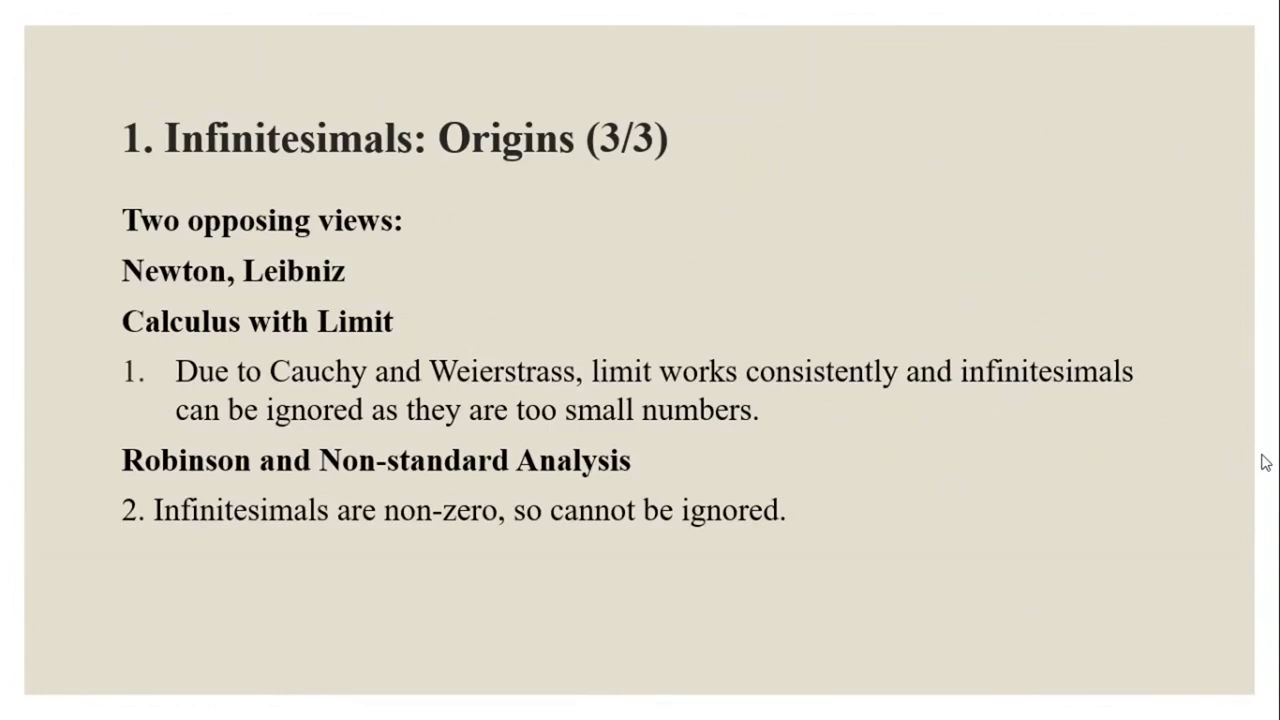 1. Infinitesimals: Origins (3/3)
Two opposing views:
Newton, Leibniz
Calculus with Limit
1. Due to Cauchy and Weierstrass, limit works consistently and infinitesimals
can be ignored as they are too small numbers.
Robinson and Non-standard Analysis
2. Infinitesimals are non-zero, so cannot be ignored.